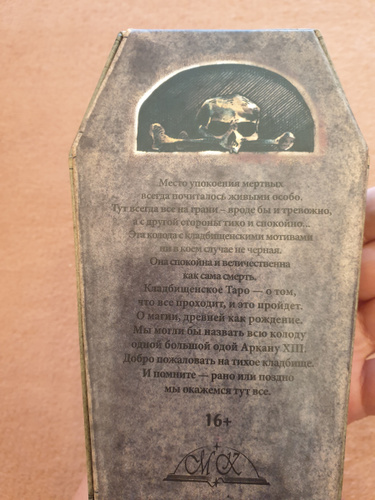 Место упокоения мертвых
всегда почиталось живыми особо.
Тут всегда все на грани – вроде бы и тревожно,
а с другой стороны тихо и спокойно...
Эта колода с кладбищенскими мотивами
ни в коем случае не черная.
Она спокойна и величественна
как сама смерть.
Кладбищенское Таро — о том,
что все проходит, и это пройдет.
О магии, древней как рождение.
Мы могли бы назвать всю колоду
одной большой одой Аркану XIII.
Добро пожаловать на тихое кладбище.
И помните — рано или поздно
мы окажемся тут все.
16+
МХ